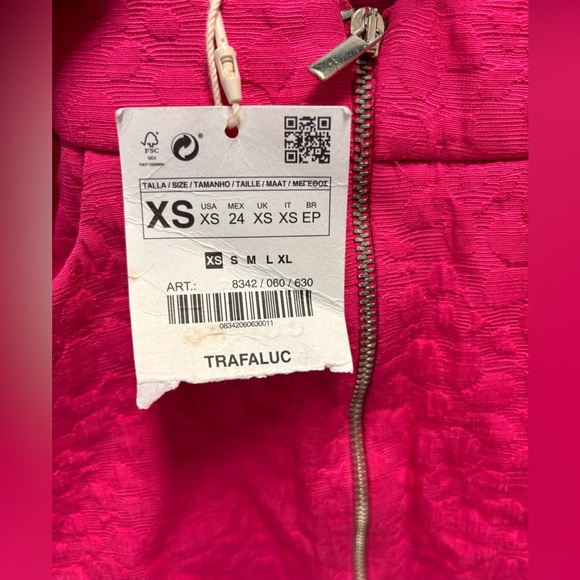 FSC
MIX
TALLA / SIZE / TAMANHO / TAILLE / MAAT / ΜΕΓΕΘΟΣ
XS
USA MEX UK IT BR
XS 24 XS XS EP
XS S M L XL
ART.: 8342 / 060 / 630
08342060630011
TRAFALUC